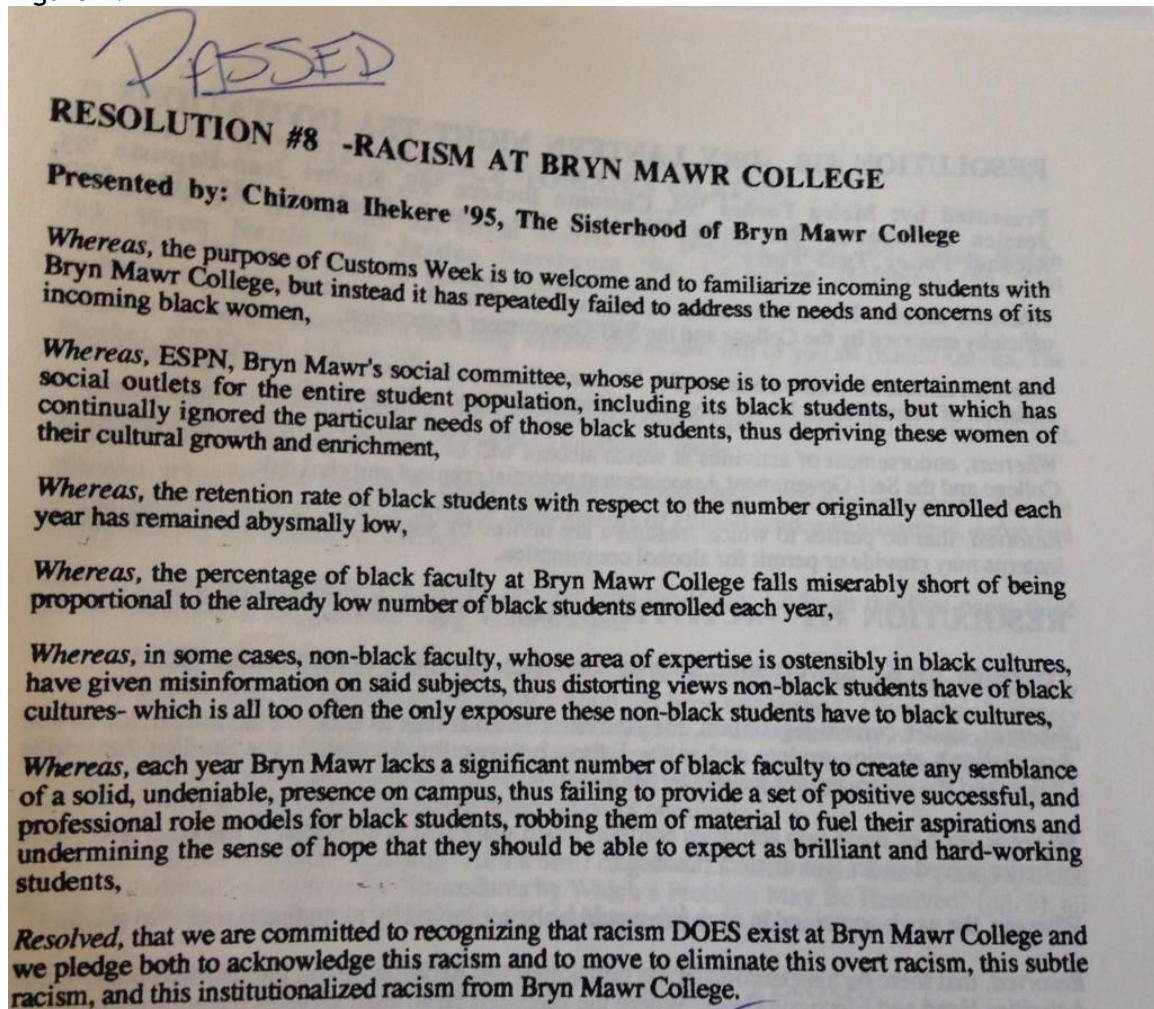 PASSED
RESOLUTION #8 -RACISM AT BRYN MAWR COLLEGE
Presented by: Chizoma Ihekere '95, The Sisterhood of Bryn Mawr College
Whereas, the purpose of Customs Week is to welcome and to familiarize incoming students with
Bryn Mawr College, but instead it has repeatedly failed to address the needs and concerns of its
incoming black women,
Whereas, ESPN, Bryn Mawr's social committee, whose purpose is to provide entertainment and
social outlets for the entire student population, including its black students, but which has
continually ignored the particular needs of those black students, thus depriving these women of
their cultural growth and enrichment,
Whereas, the retention rate of black students with respect to the number originally enrolled each
year has remained abysmally low,
Whereas, the percentage of black faculty at Bryn Mawr College falls miserably short of being
proportional to the already low number of black students enrolled each year,
Whereas, in some cases, non-black faculty, whose area of expertise is ostensibly in black cultures,
have given misinformation on said subjects, thus distorting views non-black students have of black
cultures- which is all too often the only exposure these non-black students have to black cultures,
Whereas, each year Bryn Mawr lacks a significant number of black faculty to create any semblance
of a solid, undeniable, presence on campus, thus failing to provide a set of positive successful, and
professional role models for black students, robbing them of material to fuel their aspirations and
undermining the sense of hope that they should be able to expect as brilliant and hard-working
students,
Resolved, that we are committed to recognizing that racism DOES exist at Bryn Mawr College and
we pledge both to acknowledge this racism and to move to eliminate this overt racism, this subtle
racism, and this institutionalized racism from Bryn Mawr College.